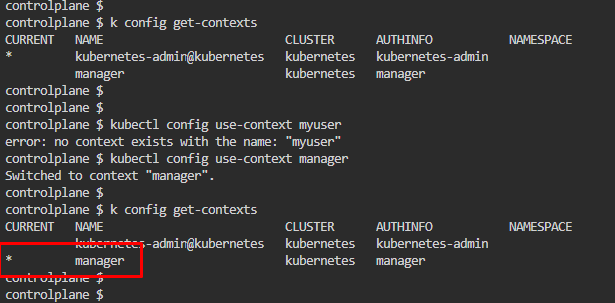 controlplane $
controlplane $ k config get-contexts
CURRENT   NAME                          CLUSTER      AUTHINFO           NAMESPACE
*         kubernetes-admin@kubernetes   kubernetes   kubernetes-admin
          manager                       kubernetes   manager
controlplane $
controlplane $
controlplane $ kubectl config use-context myuser
error: no context exists with the name: "myuser"
controlplane $ kubectl config use-context manager
Switched to context "manager".
controlplane $
controlplane $ k config get-contexts
CURRENT   NAME                          CLUSTER      AUTHINFO           NAMESPACE
          kubernetes-admin@kubernetes   kubernetes   kubernetes-admin
*         manager                       kubernetes   manager
controlplane $
controlplane $